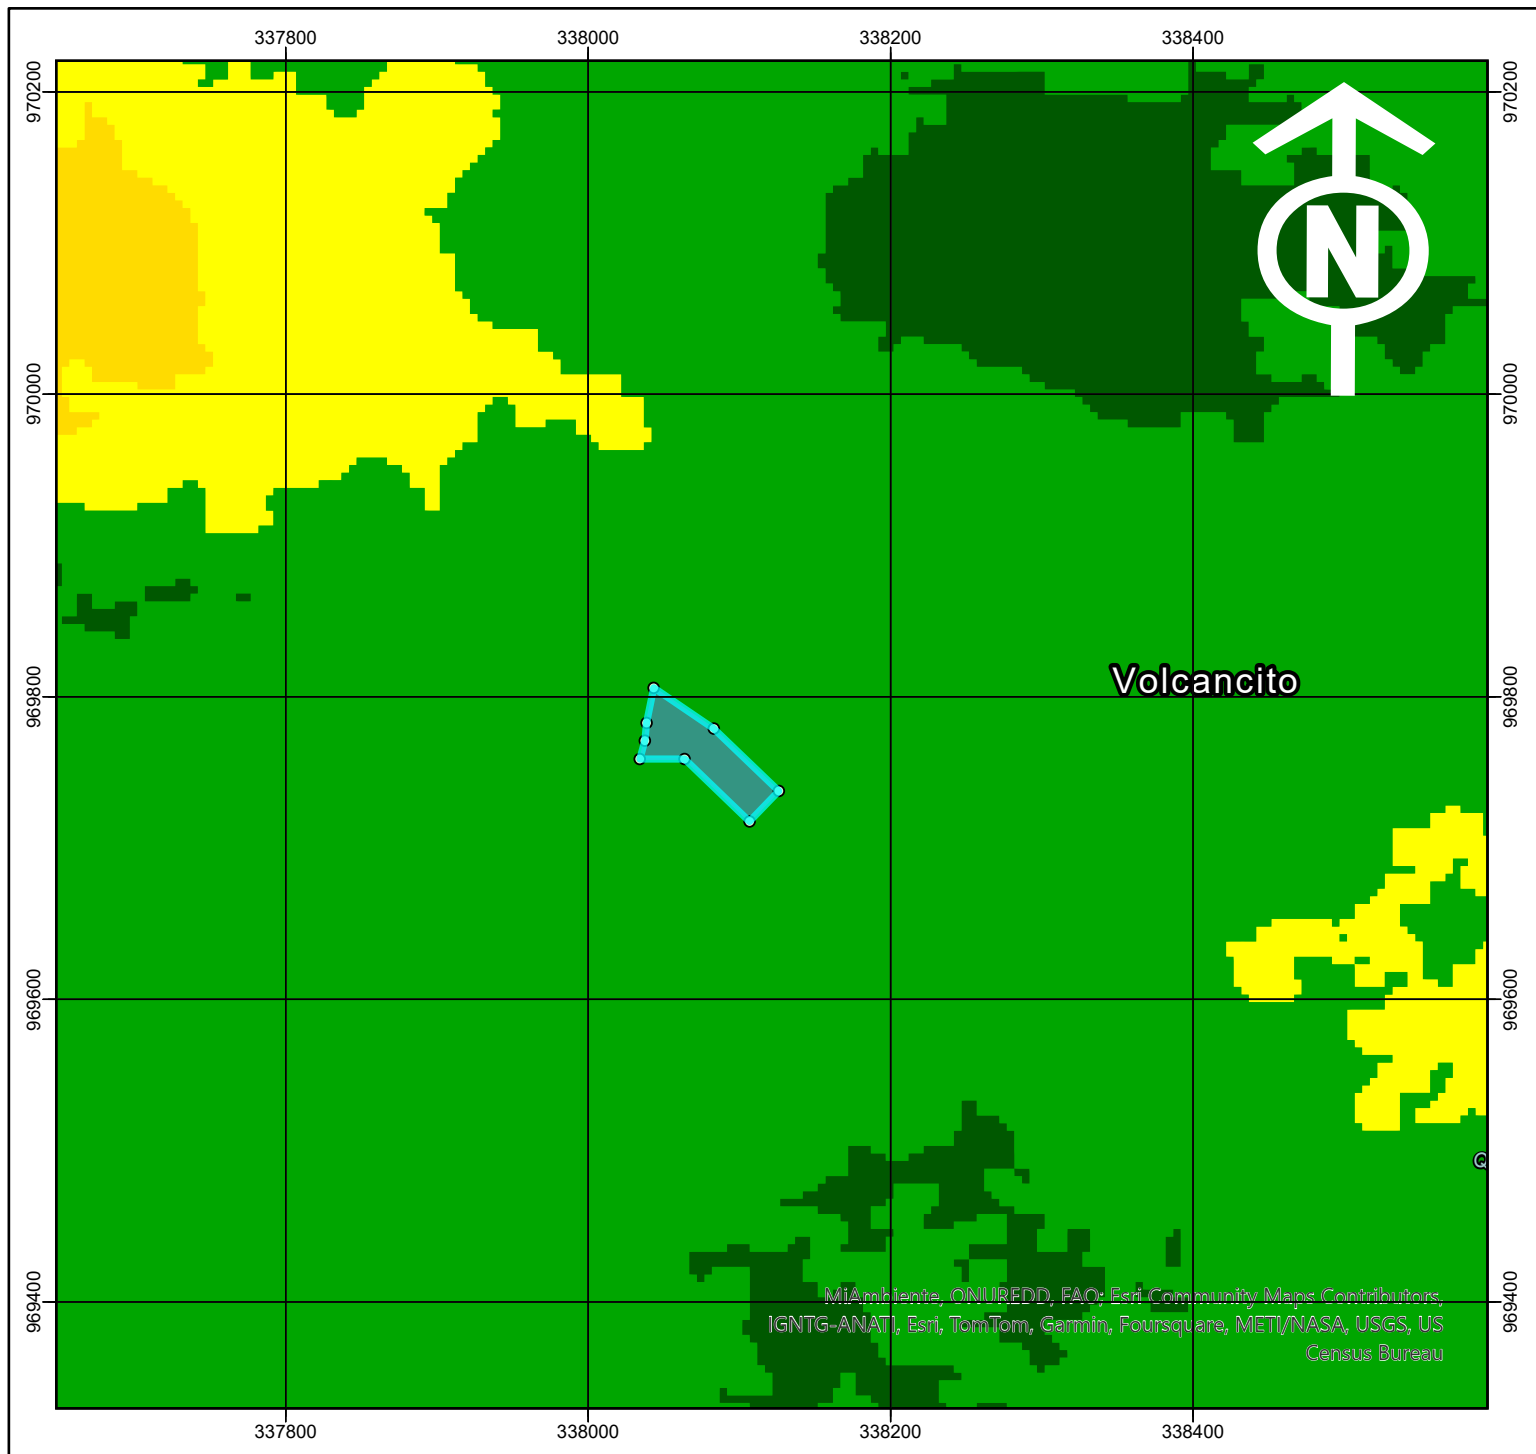 337800 338000 338200 338400
970200 970200
N
970000 970000
Volcancito
969800 969800
969600 969600
Q
969400 969400
MiAmbiente, ONUREDD, FAO; Esri Community Maps Contributors,
IGNTG-ANATI, Esri, TomTom, Garmin, Foursquare, METI/NASA, USGS, US
Census Bureau
337800 338000 338200 338400